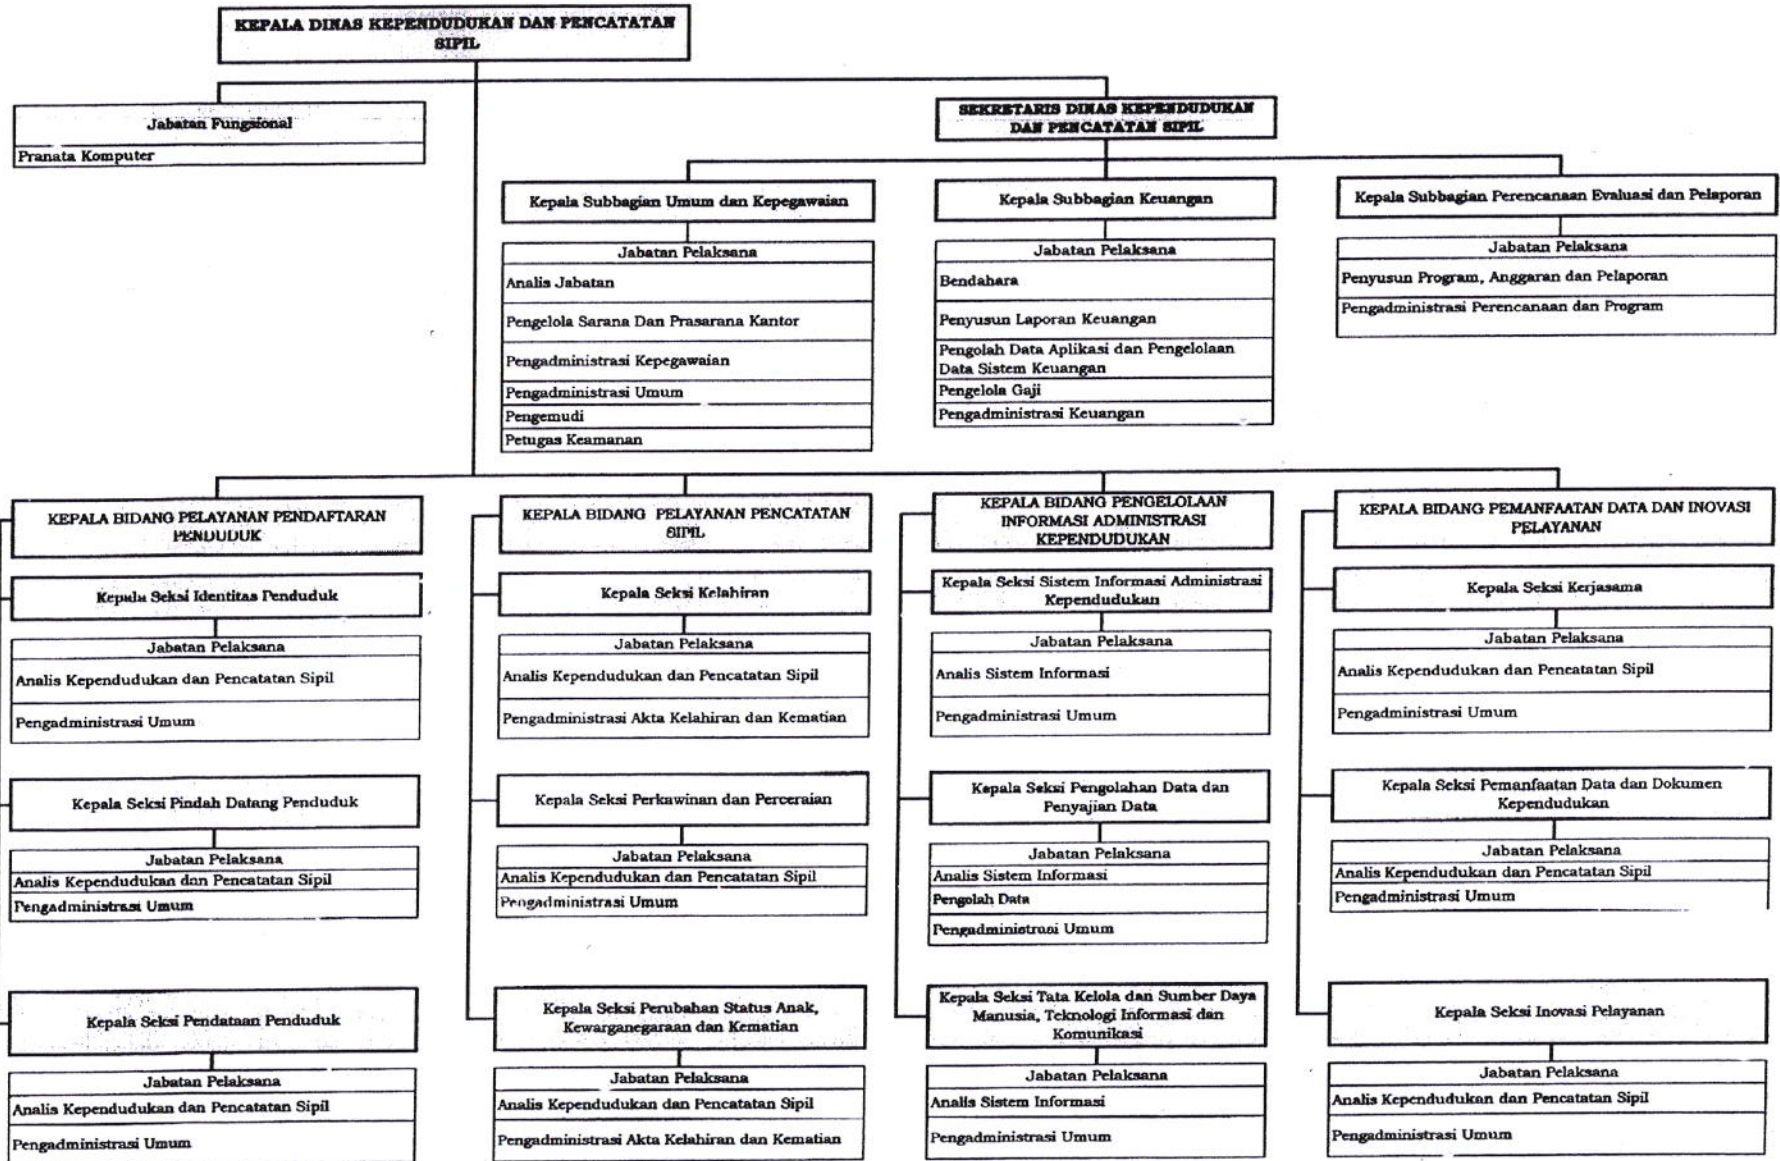 KEPALA DINAS KEPENDUDUKAN DAN PENCATATAN
SIPIL
Jabatan Fungsional
Pranata Komputer
SEKRETARIS DINAS KEPENDUDUKAN
DAN PENCATATAN SIPIL
Kepala Subbagian Umum dan Kepegawaian
Jabatan Pelaksana
Analis Jabatan
Pengelola Sarana Dan Prasarana Kantor
Pengadministrasi Kepegawaian
Pengadministrasi Umum
Pengemudi
Petugas Keamanan
Kepala Subbagian Keuangan
Jabatan Pelaksana
Bendahara
Penyusun Laporan Keuangan
Pengolah Data Aplikasi dan Pengelolaan
Data Sistem Keuangan
Pengelola Gaji
Pengadministrasi Keuangan
Kepala Subbagian Perencanaan Evaluasi dan Pelaporan
Jabatan Pelaksana
Penyusun Program, Anggaran dan Pelaporan
Pengadministrasi Perencanaan dan Program
KEPALA BIDANG PELAYANAN PENDAFTARAN
PENDUDUK
Kepala Seksi Identitas Penduduk
Jabatan Pelaksana
Analis Kependudukan dan Pencatatan Sipil
Pengadministrasi Umum
Kepala Seksi Pindah Datang Penduduk
Jabatan Pelaksana
Analis Kependudukan dan Pencatatan Sipil
Pengadministrasi Umum
Kepala Seksi Pendataan Penduduk
Jabatan Pelaksana
Analis Kependudukan dan Pencatatan Sipil
Pengadministrasi Umum
KEPALA BIDANG PELAYANAN PENCATATAN
SIPIL
Kepala Seksi Kelahiran
Jabatan Pelaksana
Analis Kependudukan dan Pencatatan Sipil
Pengadministrasi Akta Kelahiran dan Kematian
Kepala Seksi Perkawinan dan Perceraian
Jabatan Pelaksana
Analis Kependudukan dan Pencatatan Sipil
Pengadministrasi Umum
Kepala Seksi Perubahan Status Anak,
Kewarganegaraan dan Kematian
Jabatan Pelaksana
Analis Kependudukan dan Pencatatan Sipil
Pengadministrasi Akta Kelahiran dan Kematian
KEPALA BIDANG PENGELOLAAN
INFORMASI ADMINISTRASI
KEPENDUDUKAN
Kepala Seksi Sistem Informasi Administrasi
Kependudukan
Jabatan Pelaksana
Analis Sistem Informasi
Pengadministrasi Umum
Kepala Seksi Pengolahan Data dan
Penyajian Data
Jabatan Pelaksana
Analis Sistem Informasi
Pengolah Data
Pengadministrasi Umum
Kepala Seksi Tata Kelola dan Sumber Daya
Manusia, Teknologi Informasi dan
Komunikasi
Jabatan Pelaksana
Analis Sistem Informasi
Pengadministrasi Umum
KEPALA BIDANG PEMANFAATAN DATA DAN INOVASI
PELAYANAN
Kepala Seksi Kerjasama
Jabatan Pelaksana
Analis Kependudukan dan Pencatatan Sipil
Pengadministrasi Umum
Kepala Seksi Pemanfaatan Data dan Dokumen
Kependudukan
Jabatan Pelaksana
Analis Kependudukan dan Pencatatan Sipil
Pengadministrasi Umum
Kepala Seksi Inovasi Pelayanan
Jabatan Pelaksana
Analis Kependudukan dan Pencatatan Sipil
Pengadministrasi Umum